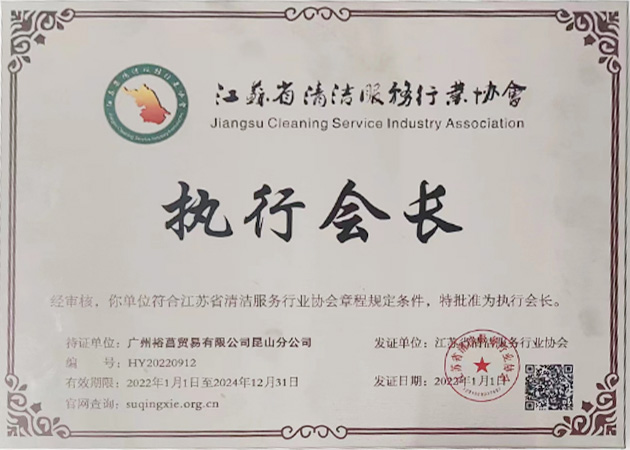 江苏省清洁服务行业协會
Jiangsu Cleaning Service Industry Association
执行会长
经审核，你单位符合江苏省清洁服务行业协会章程规定条件，特批准为执行会长。
持证单位：广州裕菖贸易有限公司昆山分公司
发证单位：江苏省清洁服务行业协会
编　　号：HY20220912
有效期限：2022年1月1日至2024年12月31日
发证日期：2022年1月1日
官网查询：suqingxie.org.cn